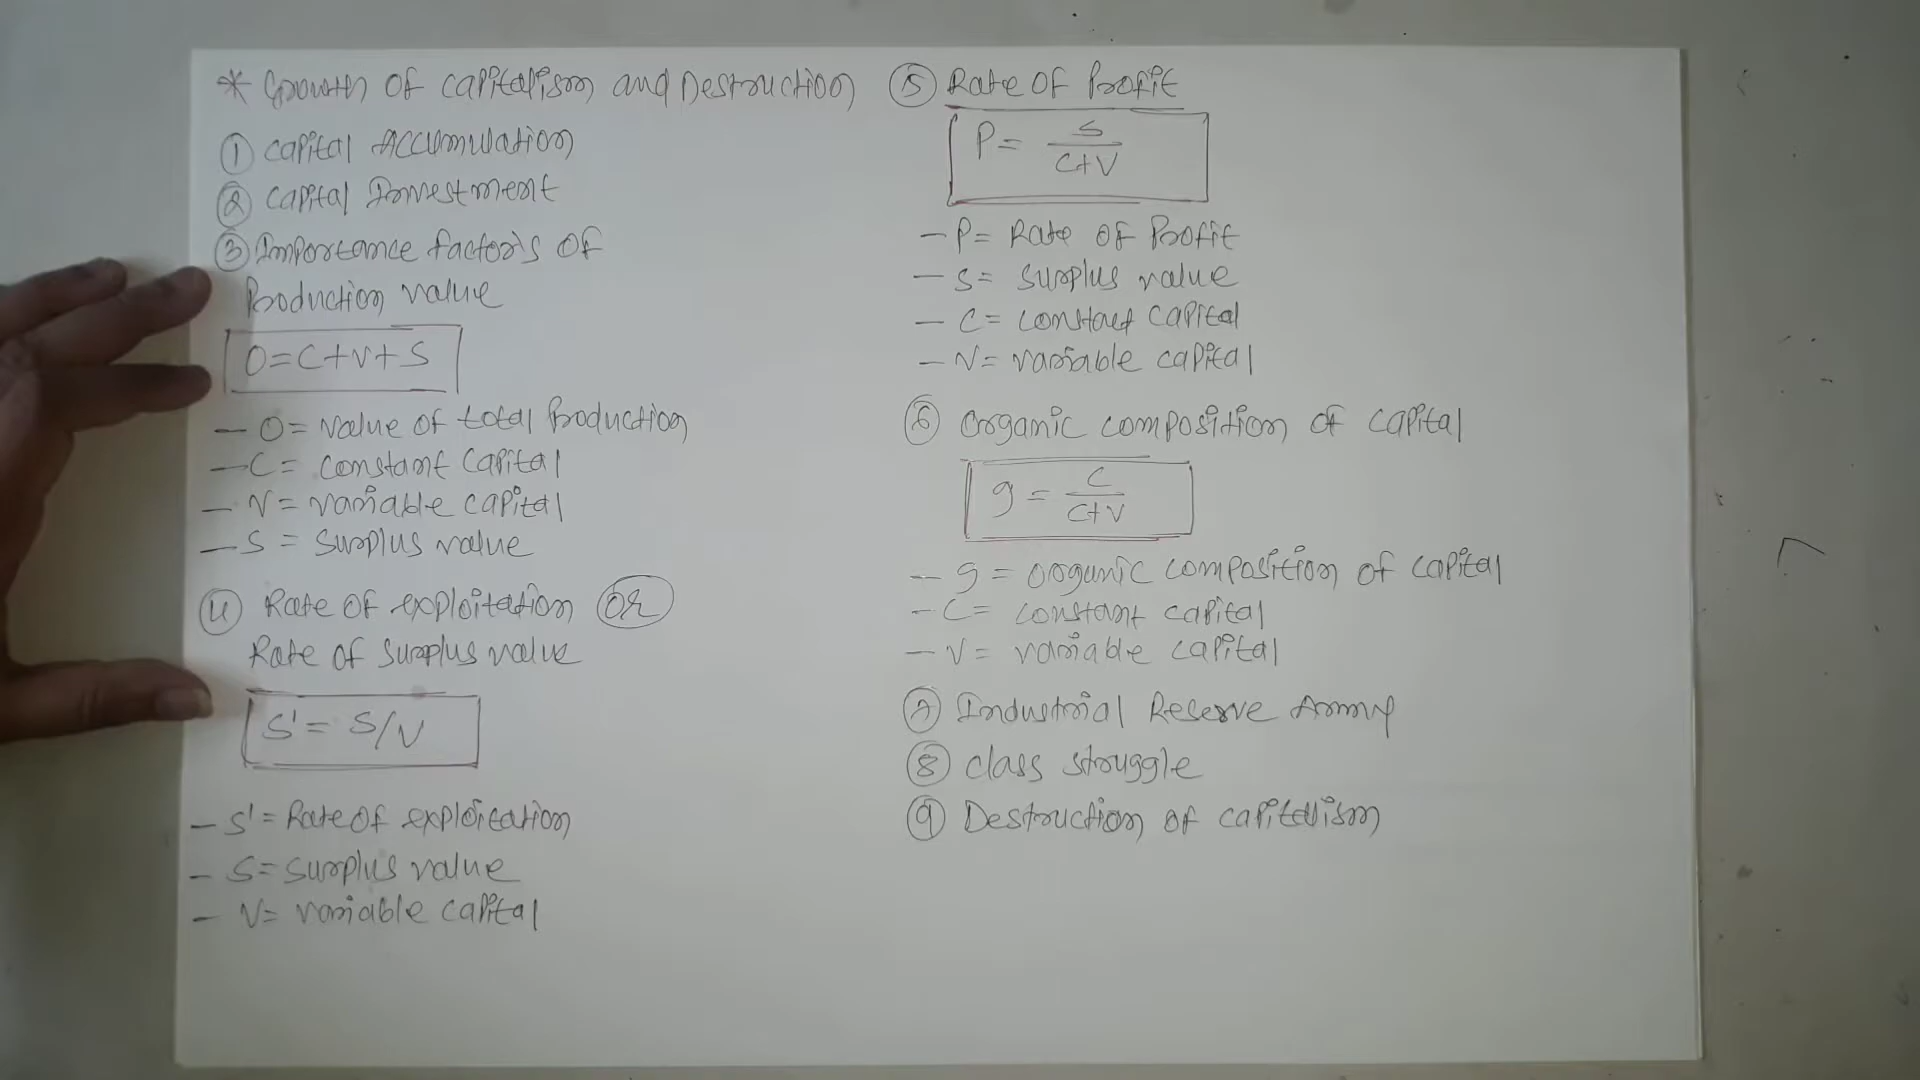 * Growth of capitalism and Destruction
① capital Accumulation
② capital Investment
③ Importance factor's of
Production value
O=C+V+S
- O= value of total Production
- C= constant capital
- V= variable capital
- S = surplus value
④ Rate of exploitation OR
Rate of surplus value
S'= S/V
- S'= Rate of exploitation
- S= surplus value
- V= variable capital
⑤ Rate of Profit
P= S/C+V
- P= Rate of Profit
- S= surplus value
- C= constant capital
- V= variable capital
⑥ organic composition of capital
g = C/C+V
- g = organic composition of capital
- C= constant capital
- V= variable capital
⑦ Industrial Reserve Army
⑧ class struggle
⑨ Destruction of capitalism